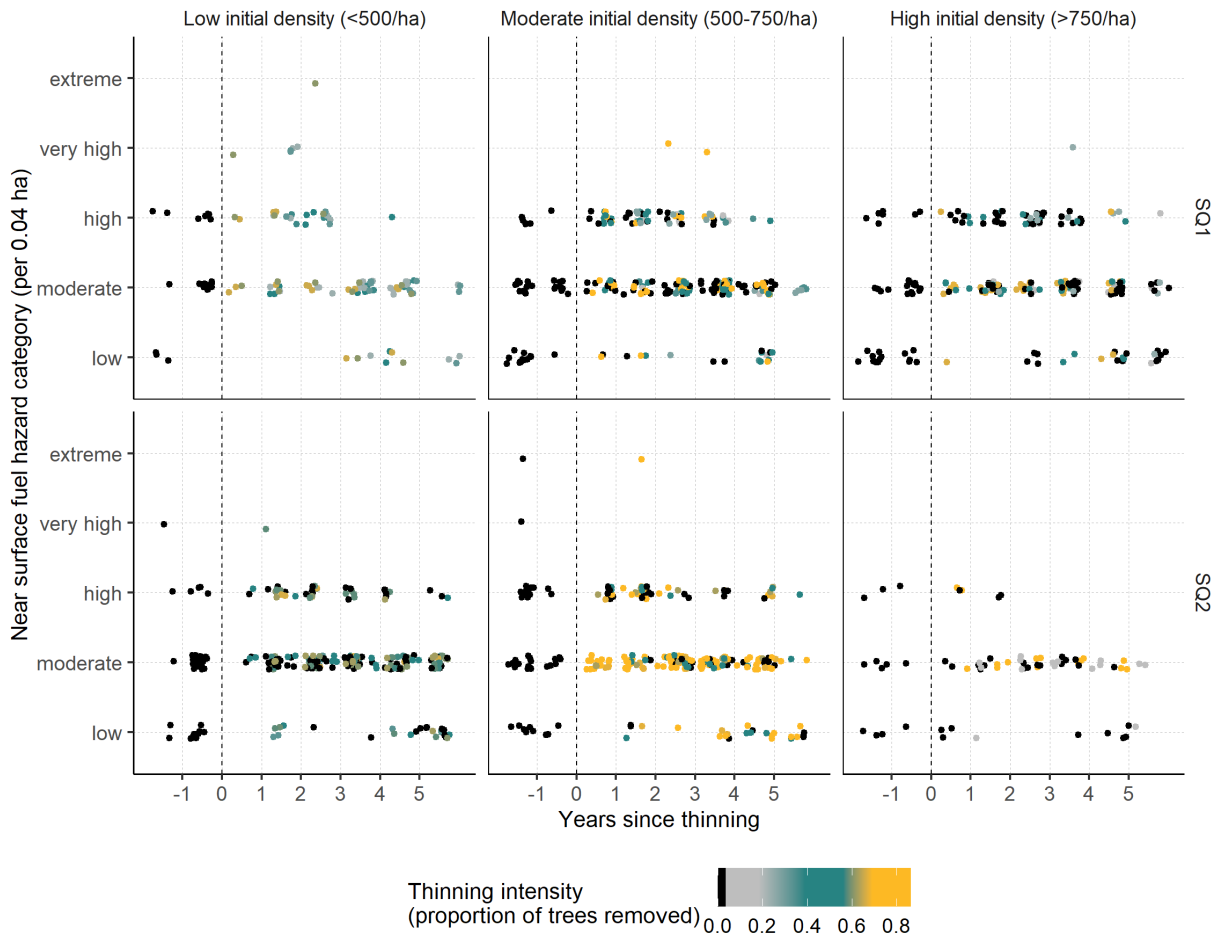 Low initial density (<500/ha)
Moderate initial density (500-750/ha)
High initial density (>750/ha)
Near surface fuel hazard category (per 0.04 ha)
extreme
very high
high
moderate
low
SQ1
extreme
very high
high
moderate
low
SQ2
-1 0 1 2 3 4 5
-1 0 1 2 3 4 5
-1 0 1 2 3 4 5
Years since thinning
Thinning intensity
(proportion of trees removed)
0.0 0.2 0.4 0.6 0.8